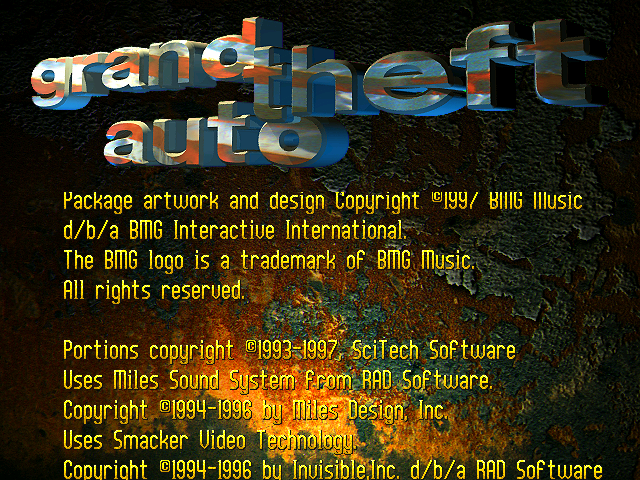 grand theft
auto
Package artwork and design Copyright ©1997 BMG Music
d/b/a BMG Interactive International.
The BMG logo is a trademark of BMG Music.
All rights reserved.
Portions copyright ©1993-1997, SciTech Software
Uses Miles Sound System from RAD Software.
Copyright ©1994-1996 by Miles Design, Inc.
Uses Smacker Video Technology.
Copyright ©1994-1996 by Invisible,Inc. d/b/a RAD Software